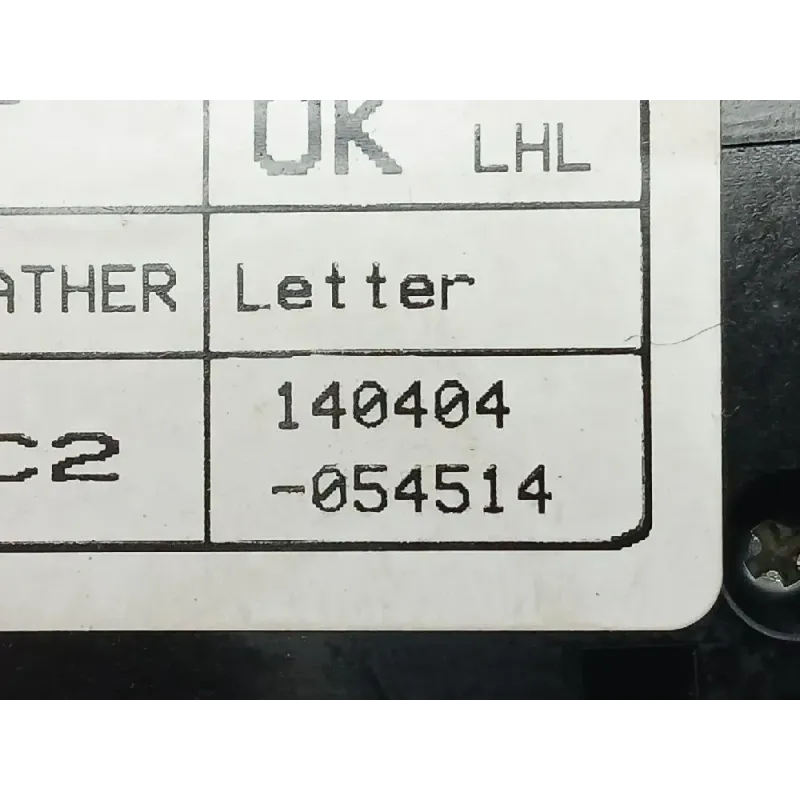 OK LHL
ATHER Letter
C2 140404
-054514